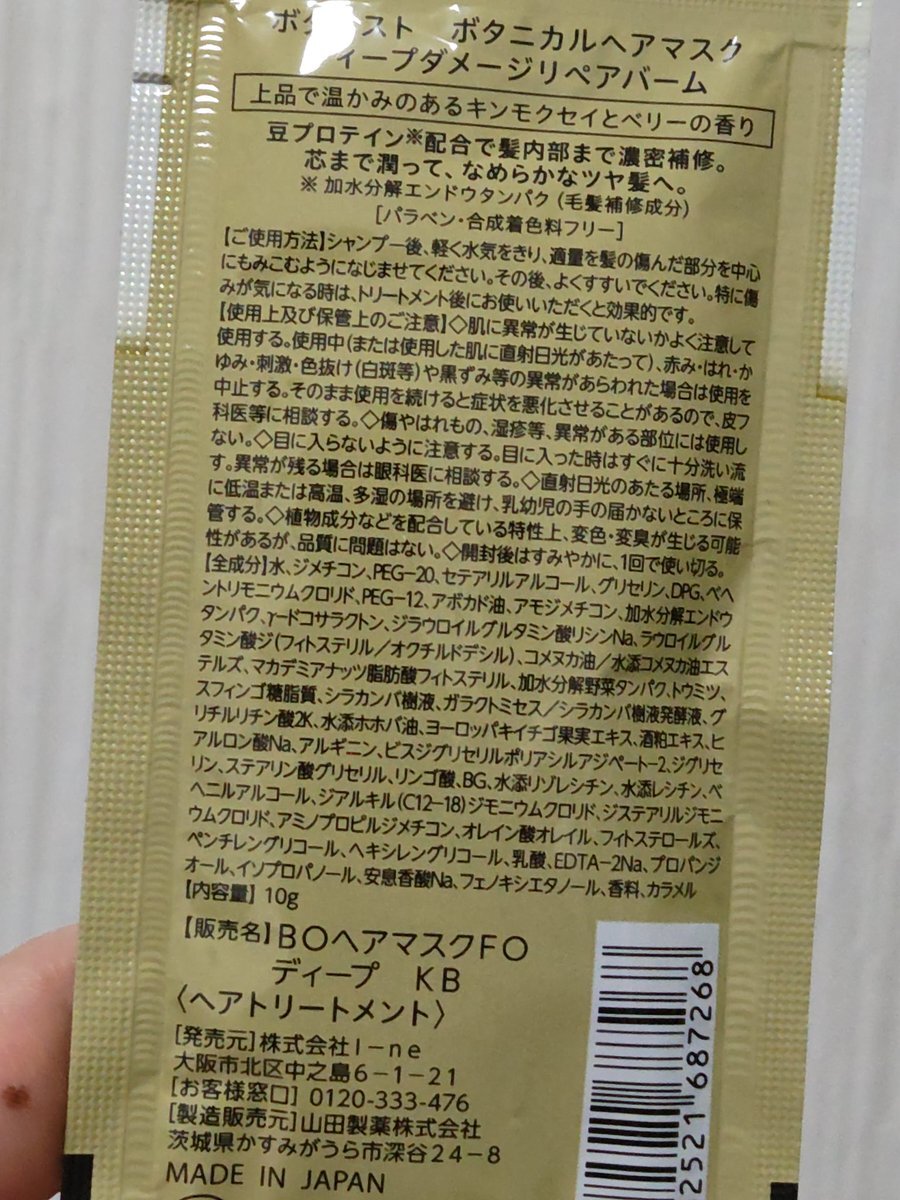 ボタニカルヘアマスク
ープダメージリペアバーム
上品で温かみのあるキンモクセイとベリーの香り
豆プロテイン※配合で髪内部まで濃密補修。
芯まで潤って、なめらかなツヤ髪へ。
※加水分解エンドウタンパク(毛髪補修成分)
[パラベン・合成着色料フリー]
【ご使用方法】シャンプー後、軽く水気をきり、適量を髪の傷んだ部分を中心
にもみこむようになじませてください。その後、よくすすいでください。特に傷
みが気になる時は、トリートメント後にお使いいただくと効果的です。
【使用上及び保管上のご注意】◇肌に異常が生じていないかよく注意して
使用する。使用中(または使用した肌に直射日光があたって)、赤み・はれ・か
ゆみ・刺激・色抜け(白斑等)や黒ずみ等の異常があらわれた場合は使用を
中止する。そのまま使用を続けると症状を悪化させることがあるので、皮フ
科医等に相談する。◇傷やはれもの、湿疹等、異常がある部位には使用し
ない。◇目に入らないように注意する。目に入った時はすぐに十分洗い流
す。異常が残る場合は眼科医に相談する。◇直射日光のあたる場所、極端
に低温または高温、多湿の場所を避け、乳幼児の手の届かないところに保
管する。◇植物成分などを配合している特性上、変色・変臭が生じる可能
性があるが、品質に問題はない。◇開封後はすみやかに、1回で使い切る。
【全成分】水、ジメチコン、PEG-20、セテアリルアルコール、グリセリン、DPG、ベヘ
ントリモニウムクロリド、PEG-12、アボカド油、アモジメチコン、加水分解エンドウ
タンパク、γ-ドコサラクトン、ジラウロイルグルタミン酸リシンNa、ラウロイルグル
タミン酸ジ(フィトステリル/オクチルドデシル)、コメヌカ油/水添コメヌカ油エス
テルズ、マカデミアナッツ脂肪酸フィトステリル、加水分解野菜タンパク、トウミツ、
スフィンゴ糖脂質、シラカンバ樹液、ガラクトミセス/シラカンバ樹液発酵液、グ
リチルリチン酸2K、水添ホホバ油、ヨーロッパキイチゴ果実エキス、酒粕エキス、ヒ
アルロン酸Na、アルギニン、ビスジグリセリルポリアシルアジペート-2、ジグリセ
リン、ステアリン酸グリセリル、リンゴ酸、BG、水添リゾレシチン、水添レシチン、ベ
ヘニルアルコール、ジアルキル(C12-18)ジモニウムクロリド、ジステアリルジモニ
ウムクロリド、アミノプロピルジメチコン、オレイン酸オレイル、フィトステロールズ、
ペンチレングリコール、ヘキシレングリコール、乳酸、EDTA-2Na、プロパンジ
オール、イソプロパノール、安息香酸Na、フェノキシエタノール、香料、カラメル
【内容量】10g
【販売名】BOヘアマスクFO
ディープ KB
〈ヘアトリートメント〉
[発売元]株式会社I-ne
大阪市北区中之島6-1-21
[お客様窓口] 0120-333-476
[製造販売元]山田製薬株式会社
茨城県かすみがうら市深谷24-8
MADE IN JAPAN
2521687268